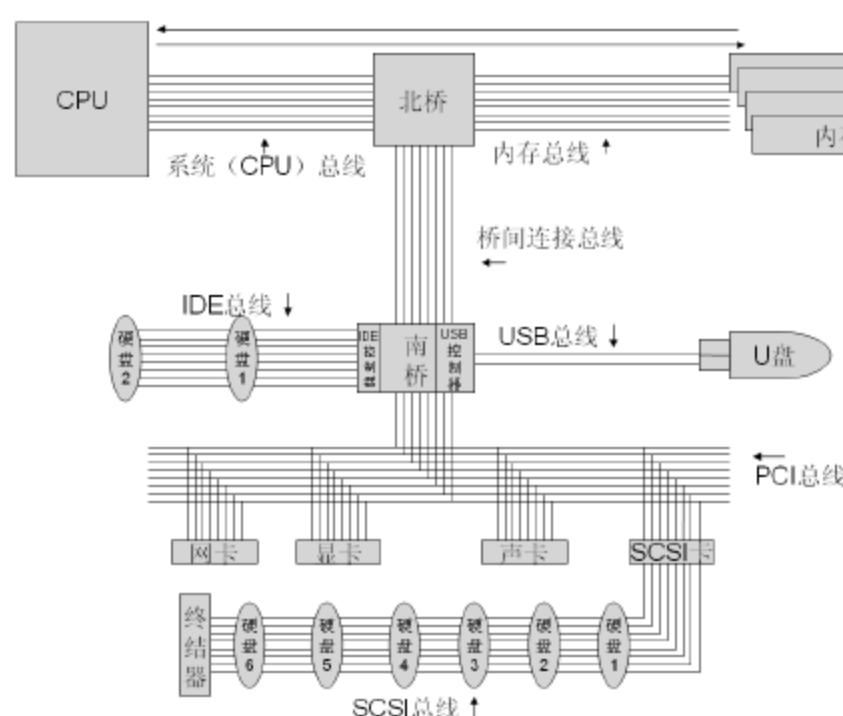 CPU
北桥
内存
系统（CPU）总线
内存总线
桥间连接总线
IDE总线
USB总线
硬盘2
硬盘1
IDE控制器
南桥
USB控制器
U盘
PCI总线
网卡
显卡
声卡
SCSI卡
终结器
硬盘6
硬盘5
硬盘4
硬盘3
硬盘2
硬盘1
SCSI总线